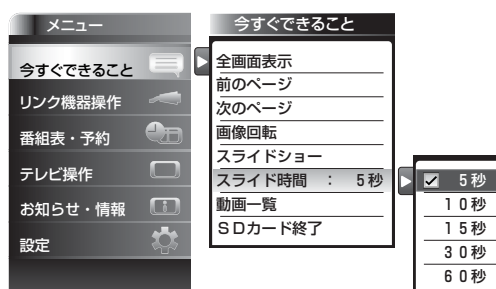 メニュー
今すぐできること
リンク機器操作
番組表・予約
テレビ操作
お知らせ・情報
設定
今すぐできること
全画面表示
前のページ
次のページ
画像回転
スライドショー
スライド時間 : 5秒
動画一覧
SDカード終了
5秒
10秒
15秒
30秒
60秒